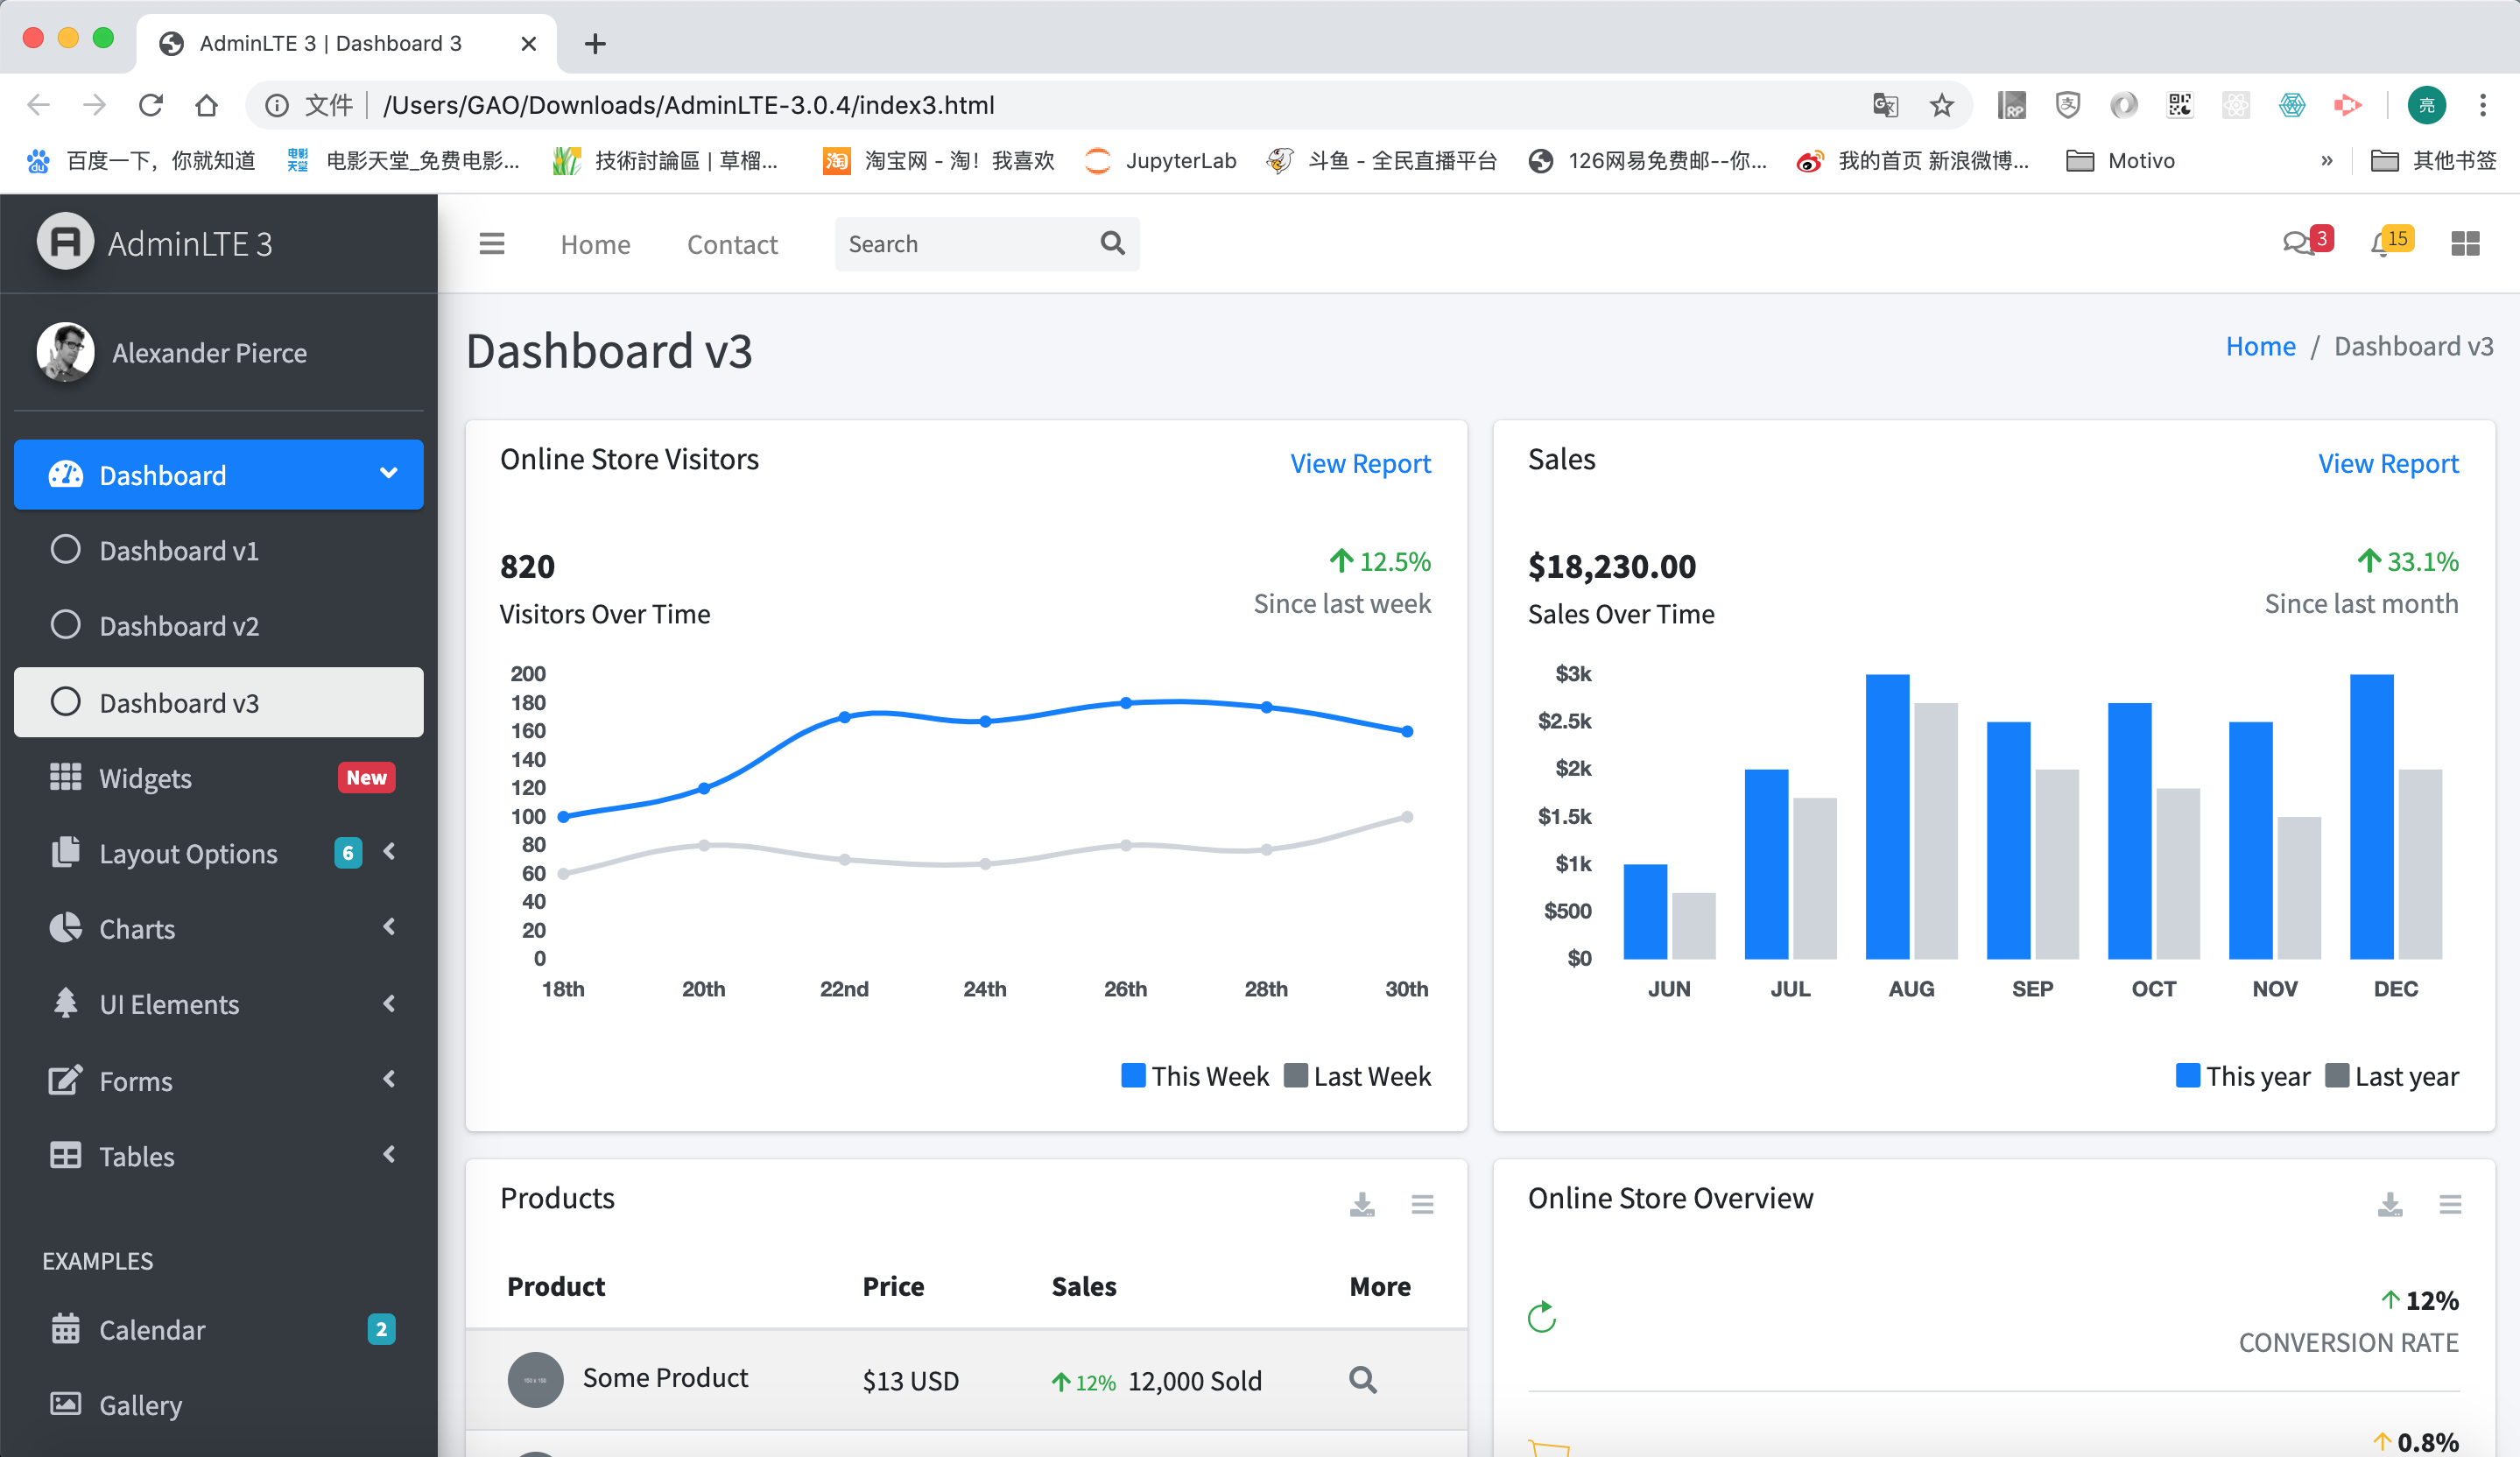 AdminLTE 3 | Dashboard 3
文件 /Users/GAO/Downloads/AdminLTE-3.0.4/index3.html
RP 支 亮
百度一下，你就知道 电影天堂 电影天堂_免费电影... 技術討論區 | 草榴... 淘 淘宝网 - 淘！我喜欢 JupyterLab 斗鱼 - 全民直播平台 126网易免费邮--你... 我的首页 新浪微博... Motivo » 其他书签
AdminLTE 3
Home Contact Search 3 15
Alexander Pierce
Dashboard v3
Home / Dashboard v3
Dashboard
Dashboard v1
Dashboard v2
Dashboard v3
Widgets New
Layout Options 6
Charts
UI Elements
Forms
Tables
EXAMPLES
Calendar 2
Gallery
Online Store Visitors View Report
820 12.5%
Visitors Over Time Since last week
200
180
160
140
120
100
80
60
40
20
0
18th 20th 22nd 24th 26th 28th 30th
This Week Last Week
Sales View Report
$18,230.00 33.1%
Sales Over Time Since last month
$3k
$2.5k
$2k
$1.5k
$1k
$500
$0
JUN JUL AUG SEP OCT NOV DEC
This year Last year
Products
Product Price Sales More
Some Product $13 USD 12% 12,000 Sold
Online Store Overview
12%
CONVERSION RATE
0.8%